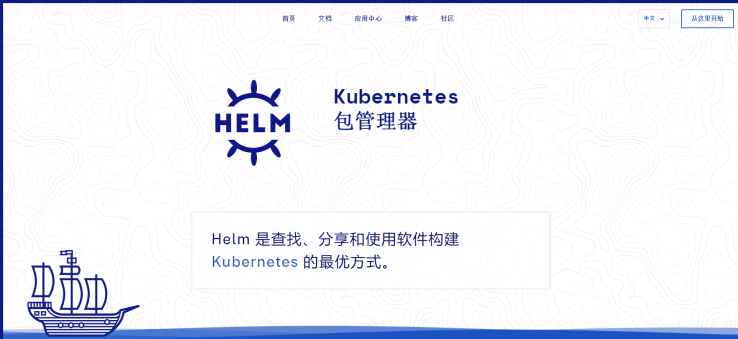 首页 文档 应用中心 博客 社区 中文 从这里开始
HELM
Kubernetes
包管理器
Helm 是查找、分享和使用软件构建
Kubernetes 的最优方式。